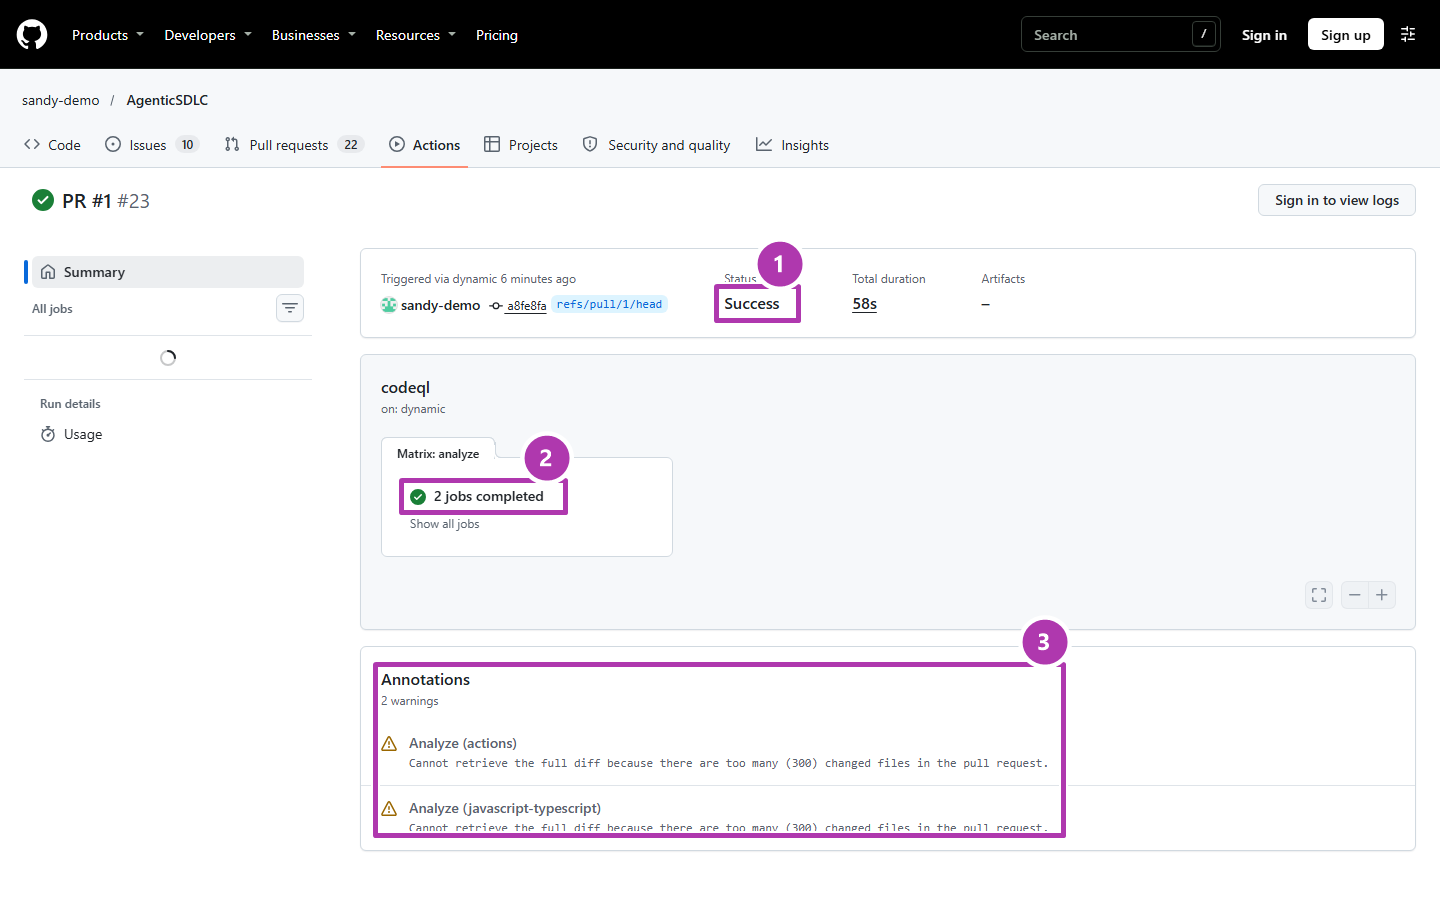 Products Developers Businesses Resources Pricing Search / Sign in Sign up
sandy-demo / AgenticSDLC
Code Issues 10 Pull requests 22 Actions Projects Security and quality Insights
PR #1 #23
Sign in to view logs
Summary
All jobs
Run details
Usage
1
Triggered via dynamic 6 minutes ago
sandy-demo a8fe8fa refs/pull/1/head
Status
Success
Total duration
58s
Artifacts
–
codeql
on: dynamic
Matrix: analyze
2
2 jobs completed
Show all jobs
3
Annotations
2 warnings
Analyze (actions)
Cannot retrieve the full diff because there are too many (300) changed files in the pull request.
Analyze (javascript-typescript)
Cannot retrieve the full diff because there are too many (300) changed files in the pull request.